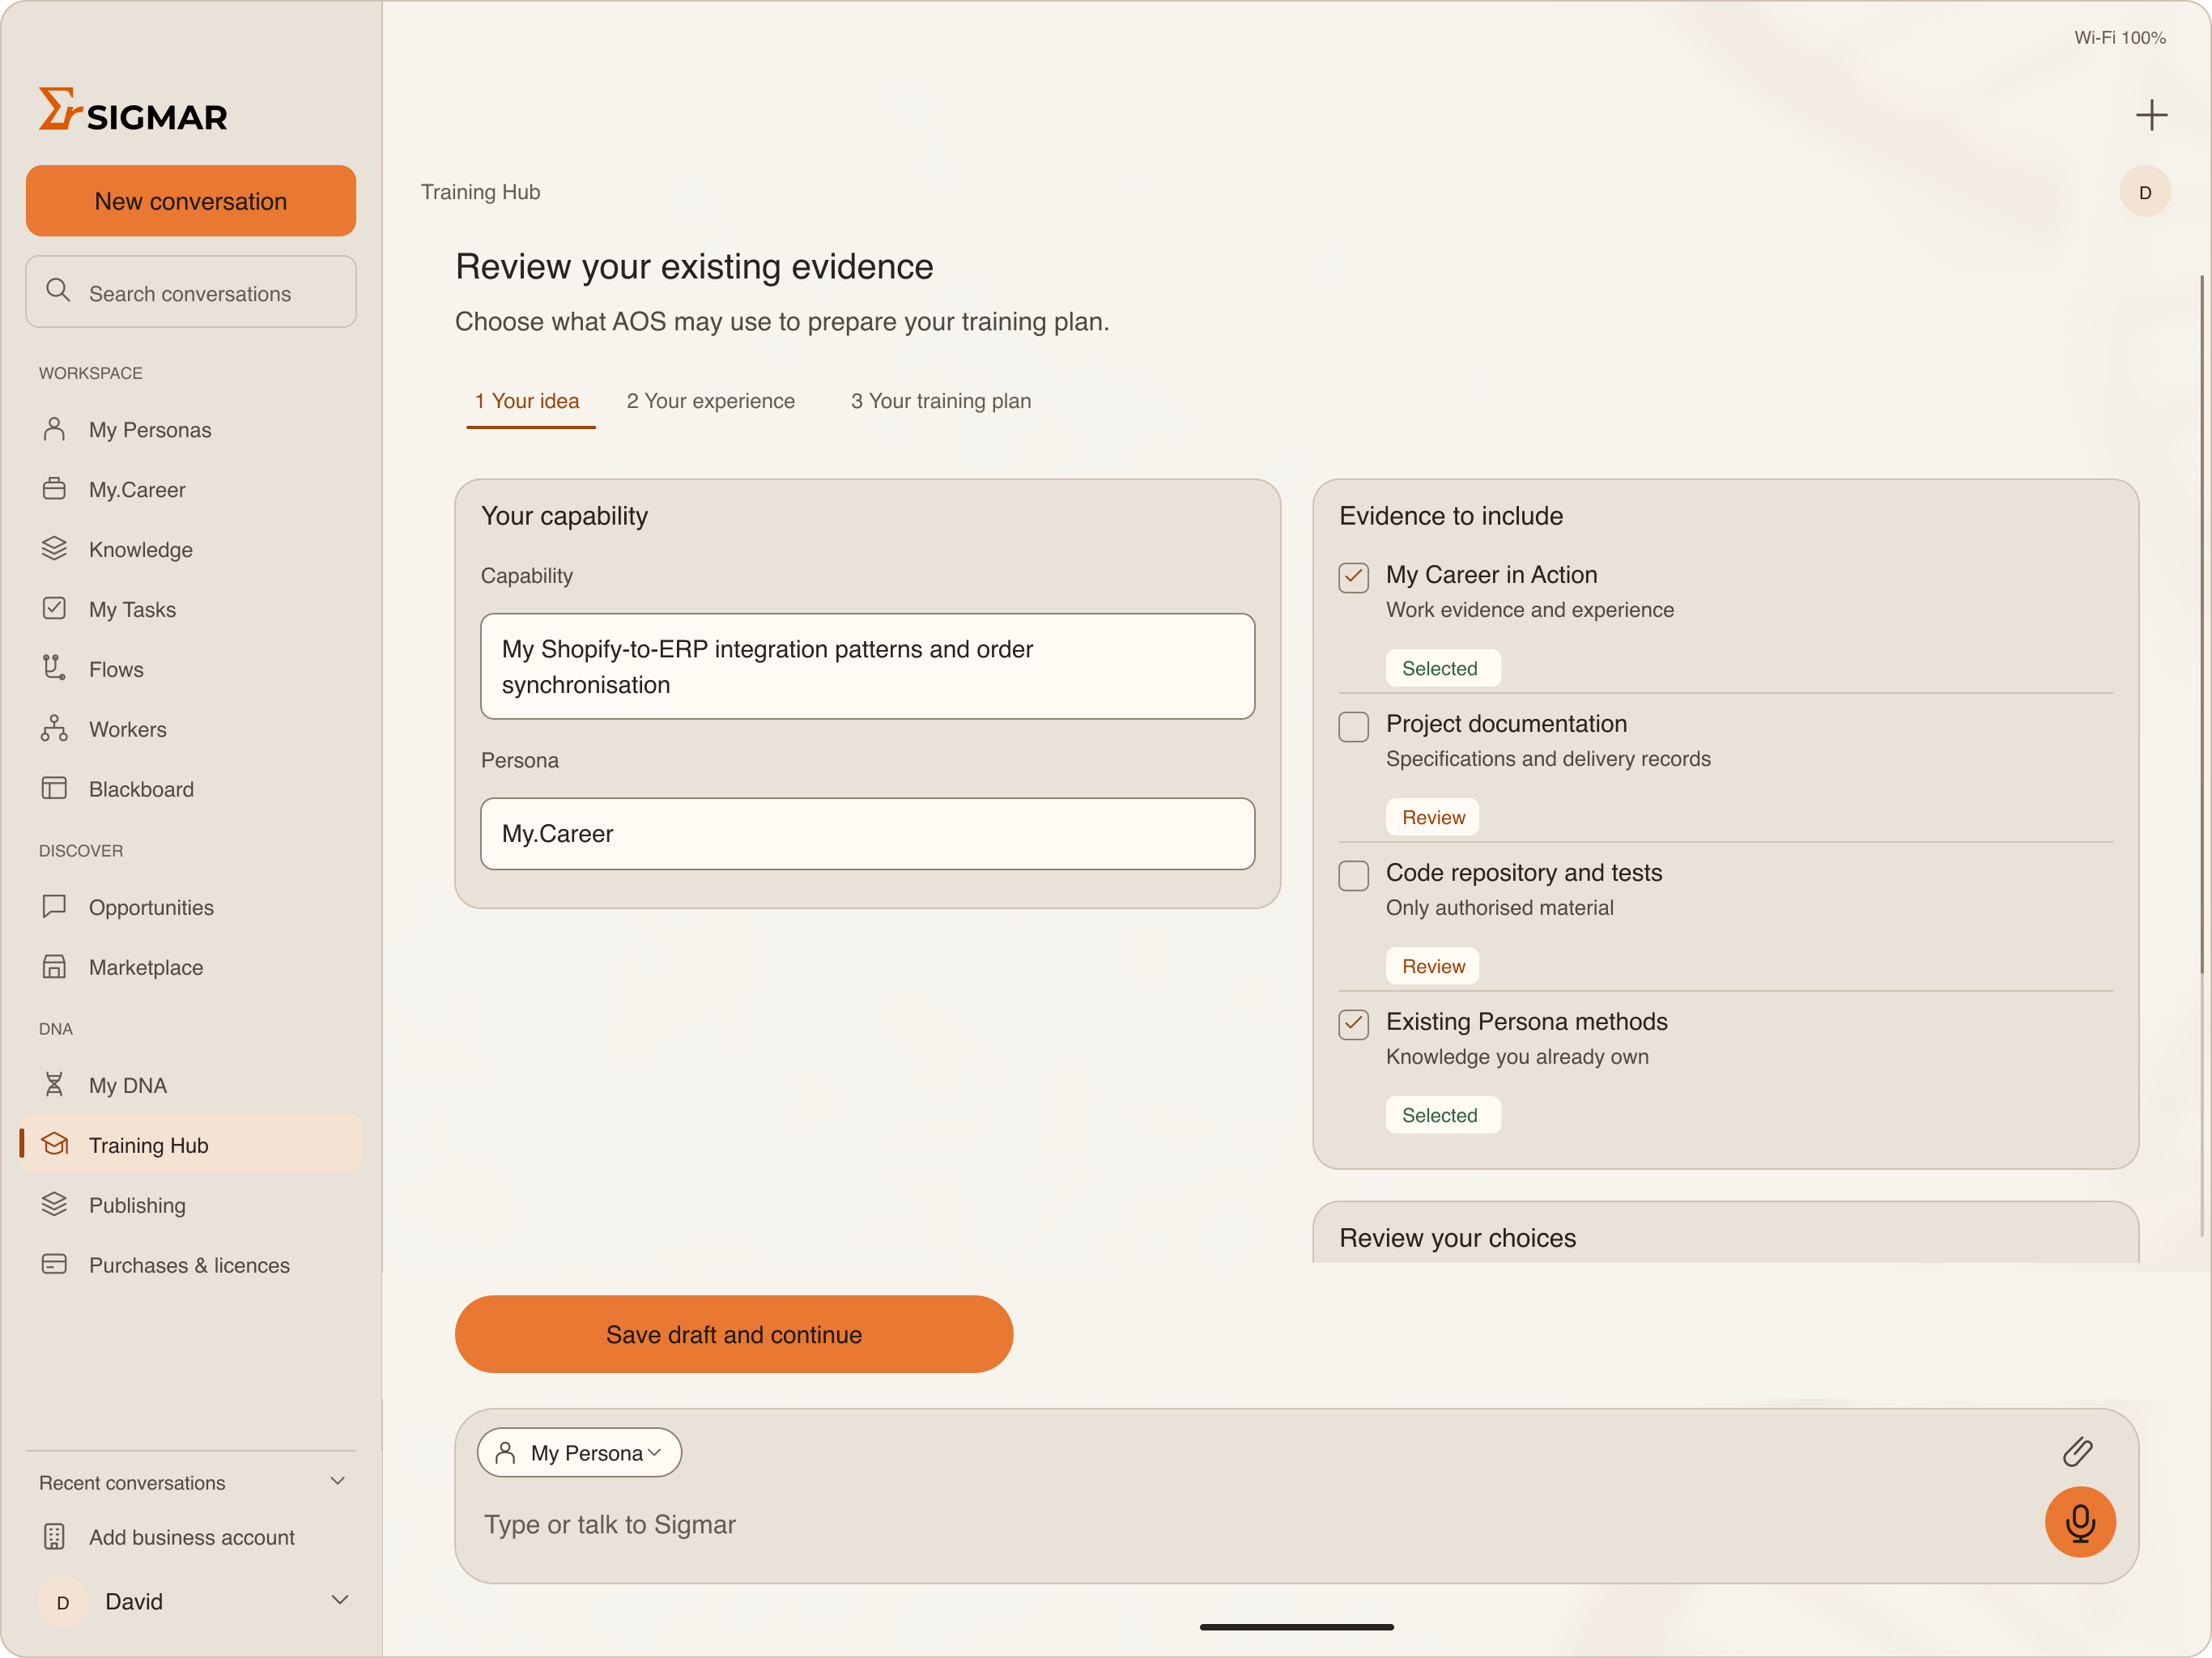 Wi-Fi 100%
SIGMAR
New conversation
Search conversations
WORKSPACE
My Personas
My.Career
Knowledge
My Tasks
Flows
Workers
Blackboard
DISCOVER
Opportunities
Marketplace
DNA
My DNA
Training Hub
Publishing
Purchases & licences
Recent conversations
Add business account
D
David
Training Hub
D
Review your existing evidence
Choose what AOS may use to prepare your training plan.
1 Your idea
2 Your experience
3 Your training plan
Your capability
Capability
My Shopify-to-ERP integration patterns and order
synchronisation
Persona
My.Career
Evidence to include
My Career in Action
Work evidence and experience
Selected
Project documentation
Specifications and delivery records
Review
Code repository and tests
Only authorised material
Review
Existing Persona methods
Knowledge you already own
Selected
Review your choices
Save draft and continue
My Persona
Type or talk to Sigmar